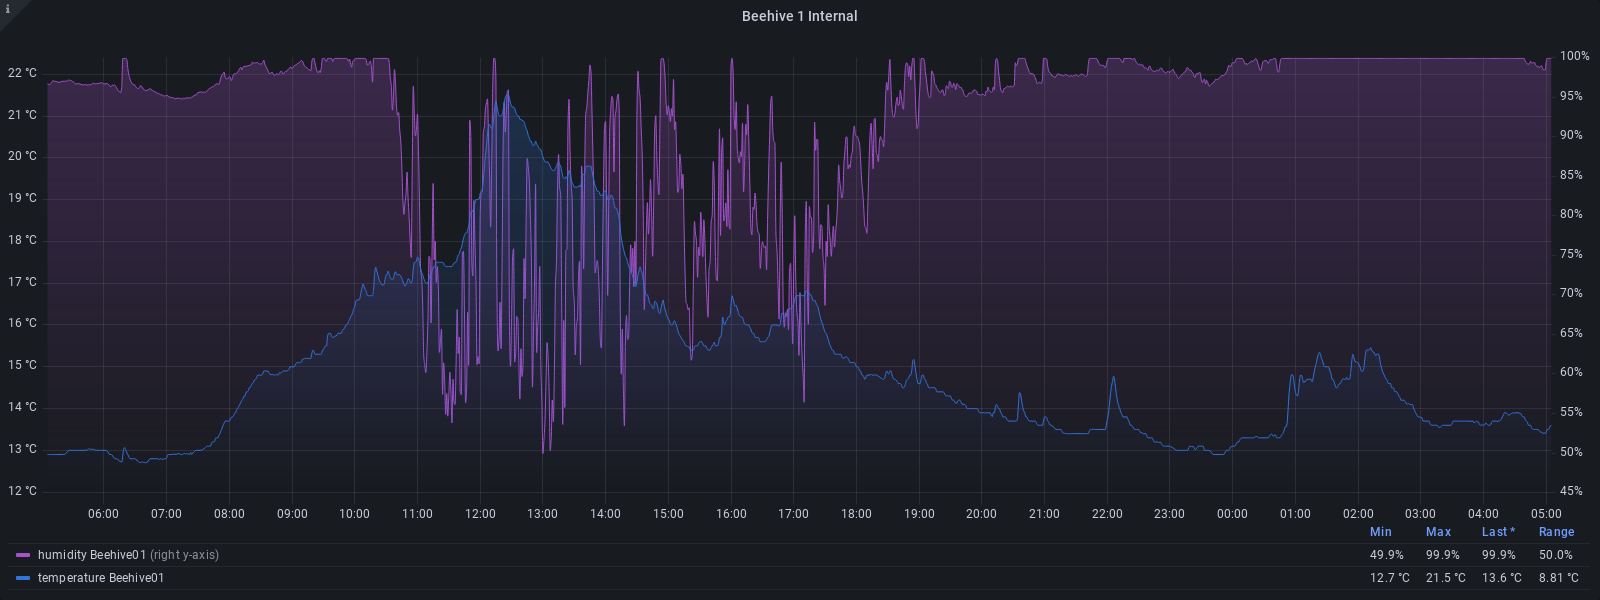 i
Beehive 1 Internal
22 °C
21 °C
20 °C
19 °C
18 °C
17 °C
16 °C
15 °C
14 °C
13 °C
12 °C
100%
95%
90%
85%
80%
75%
70%
65%
60%
55%
50%
45%
06:00 07:00 08:00 09:00 10:00 11:00 12:00 13:00 14:00 15:00 16:00 17:00 18:00 19:00 20:00 21:00 22:00 23:00 00:00 01:00 02:00 03:00 04:00 05:00
Min Max Last * Range
humidity Beehive01 (right y-axis) 49.9% 99.9% 99.9% 50.0%
temperature Beehive01 12.7 °C 21.5 °C 13.6 °C 8.81 °C